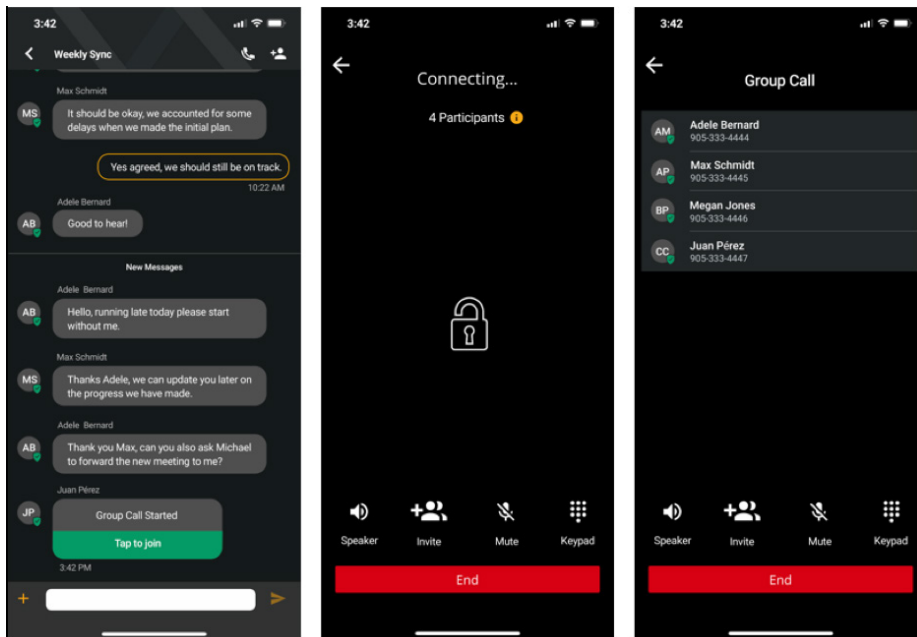 3:42
Weekly Sync
Max Schmidt
MS
It should be okay, we accounted for some
delays when we made the initial plan.
Yes agreed, we should still be on track.
10:22 AM
Adele Bernard
AB
Good to hear!
New Messages
Adele Bernard
AB
Hello, running late today please start
without me.
Max Schmidt
MS
Thanks Adele, we can update you later on
the progress we have made.
Adele Bernard
AB
Thank you Max, can you also ask Michael
to forward the new meeting to me?
Juan Pérez
JP
Group Call Started
Tap to join
3:42 PM
3:42
Connecting...
4 Participants
Speaker
Invite
Mute
Keypad
End
3:42
Group Call
AM
Adele Bernard
905-333-4444
AP
Max Schmidt
905-333-4445
BP
Megan Jones
905-333-4446
CC
Juan Pérez
905-333-4447
Speaker
Invite
Mute
Keypad
End